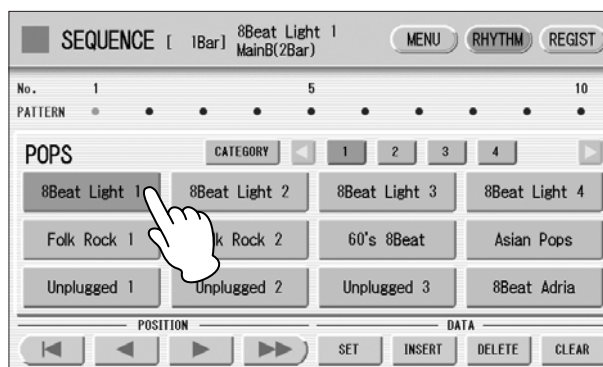 SEQUENCE [ 1Bar] 8Beat Light 1
MainB(2Bar)
MENU RHYTHM REGIST
No. 1 5 10
PATTERN
POPS CATEGORY 1 2 3 4
8Beat Light 1 8Beat Light 2 8Beat Light 3 8Beat Light 4
Folk Rock 1 Rock 2 60's 8Beat Asian Pops
Unplugged 1 Unplugged 2 Unplugged 3 8Beat Adria
POSITION DATA
SET INSERT DELETE CLEAR